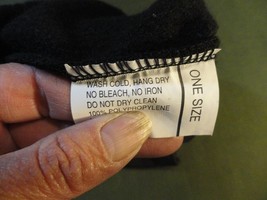 WASH COLD, HANG DRY
NO BLEACH, NO IRON
DO NOT DRY CLEAN
100% POLYPROPYLENE
ONE SIZE